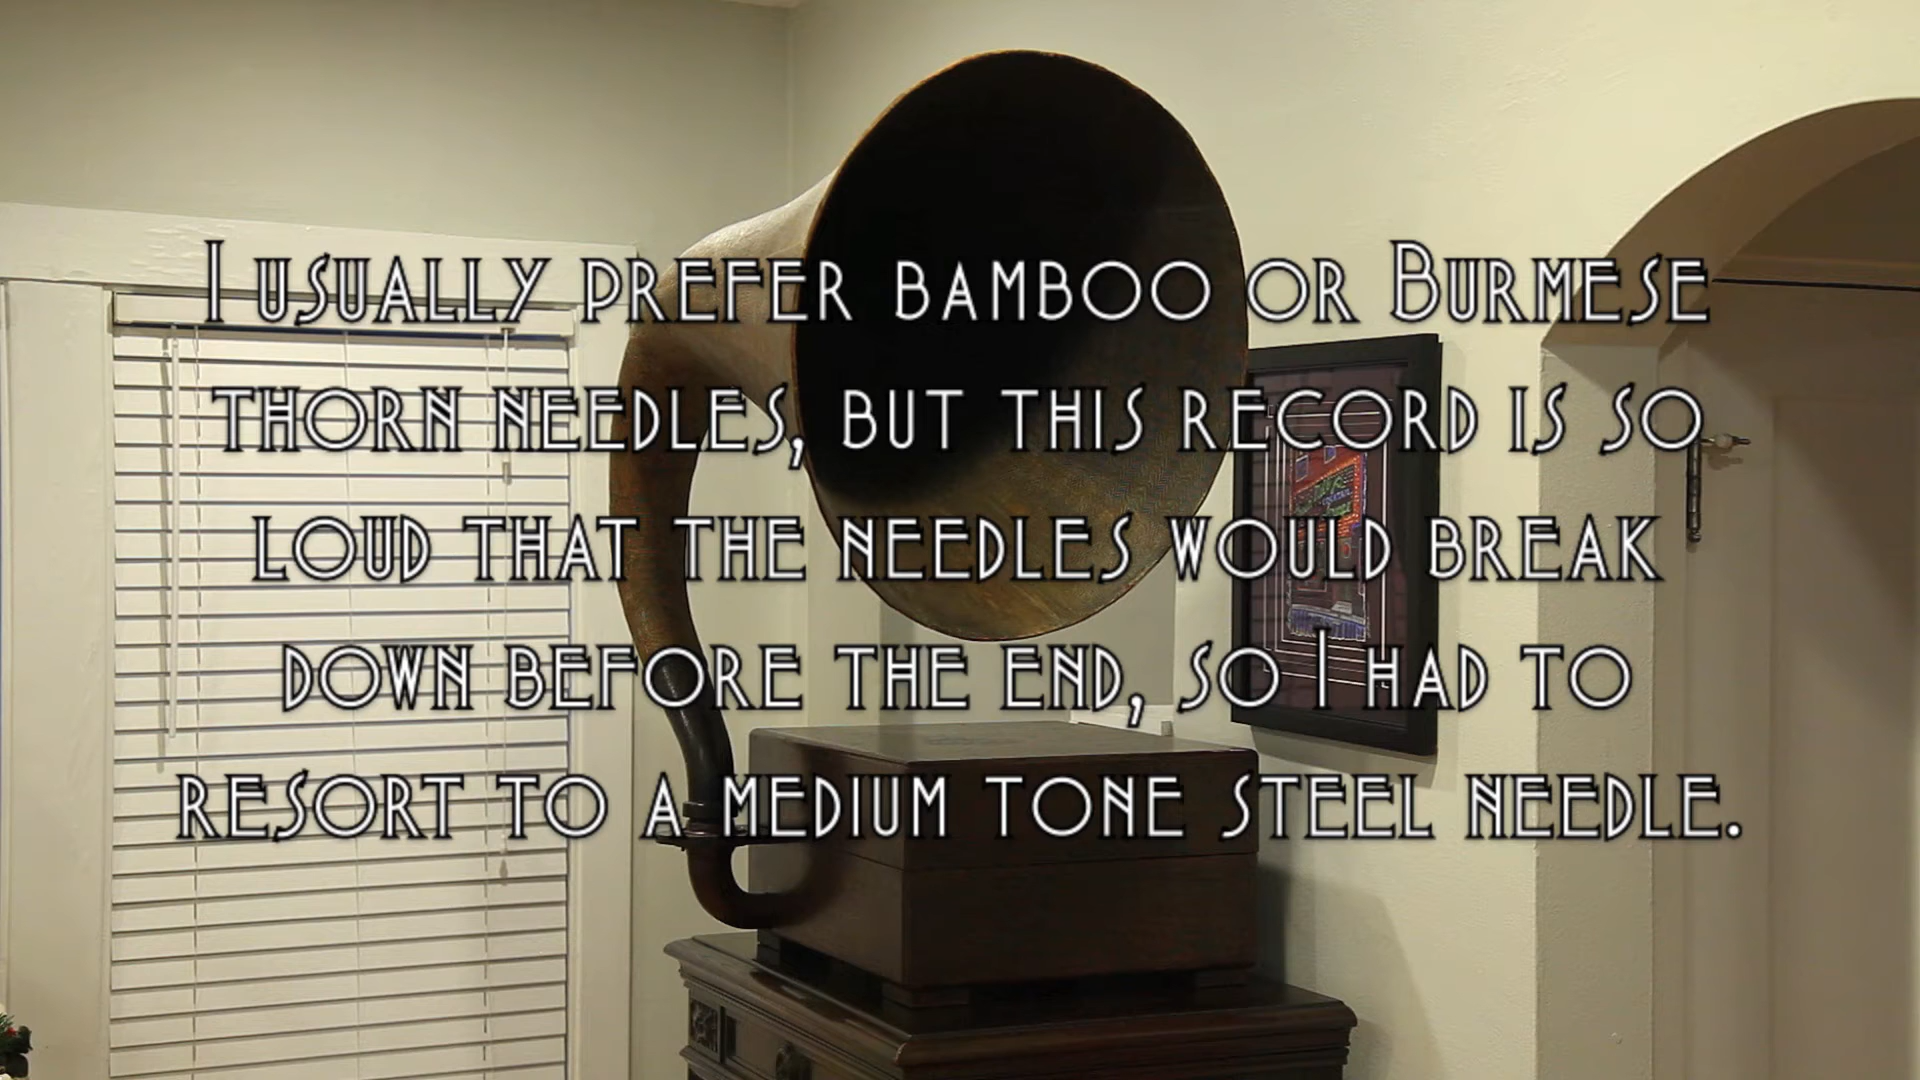 I usually prefer bamboo or Burmese
thorn needles, but this record is so
loud that the needles would break
down before the end, so I had to
resort to a medium tone steel needle.